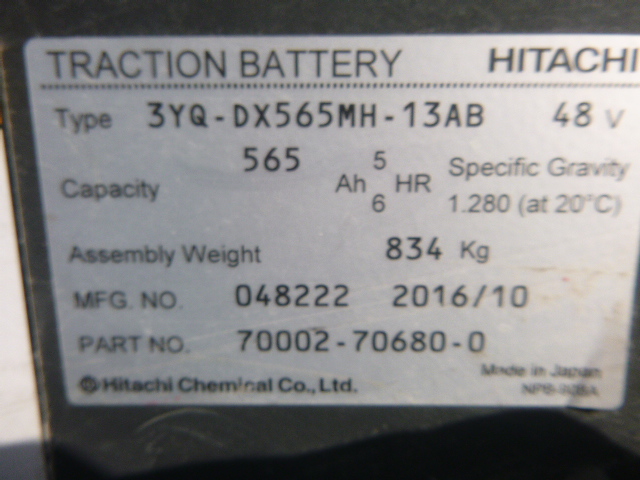 TRACTION BATTERY HITACHI
Type 3YQ-DX565MH-13AB 48 V
Capacity 565 Ah 5 HR Specific Gravity
6 1.280 (at 20°C)
Assembly Weight 834 Kg
MFG. NO. 048222 2016/10
PART NO. 70002-70680-0
Made in Japan
© Hitachi Chemical Co., Ltd.